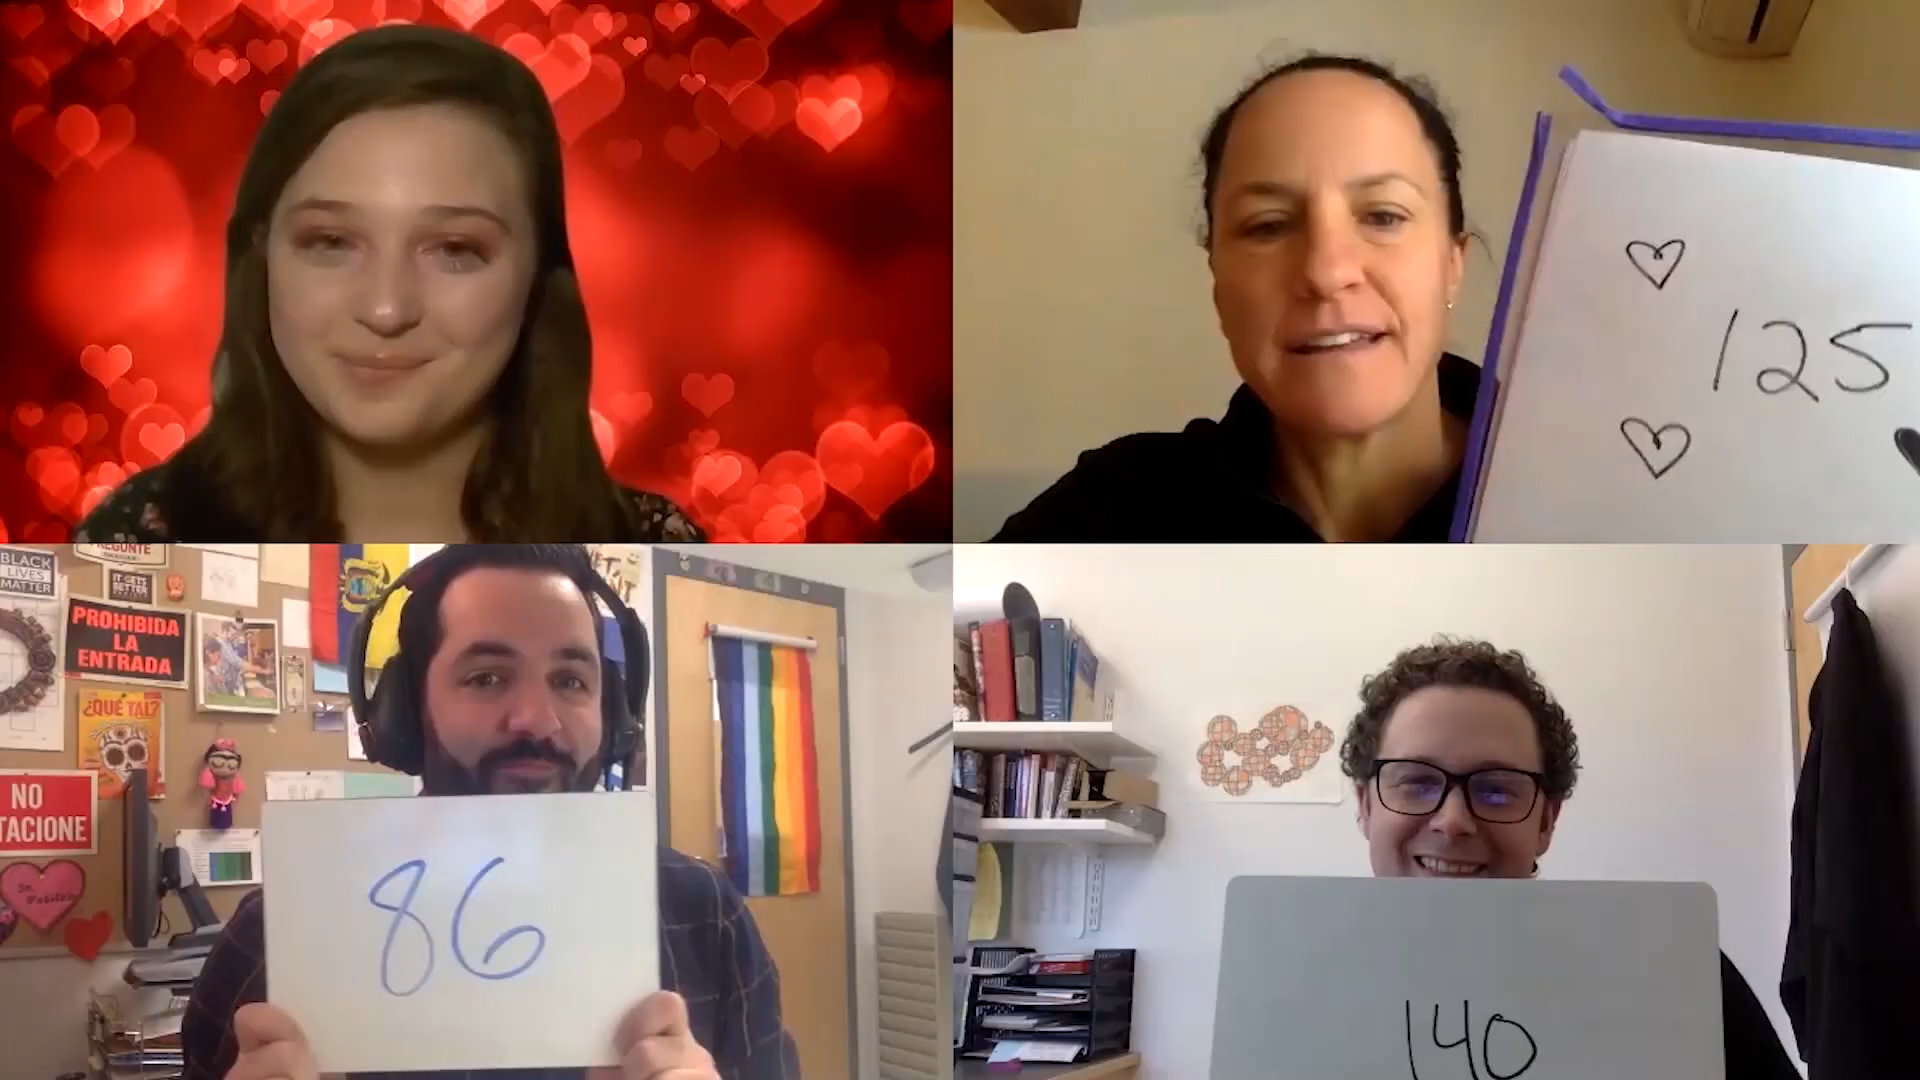 125
BLACK
LIVES
MATTER
IT GETS
BETTER
PROHIBIDA
LA
ENTRADA
¿QUÉ TAL?
NO
TACIONE
86
140